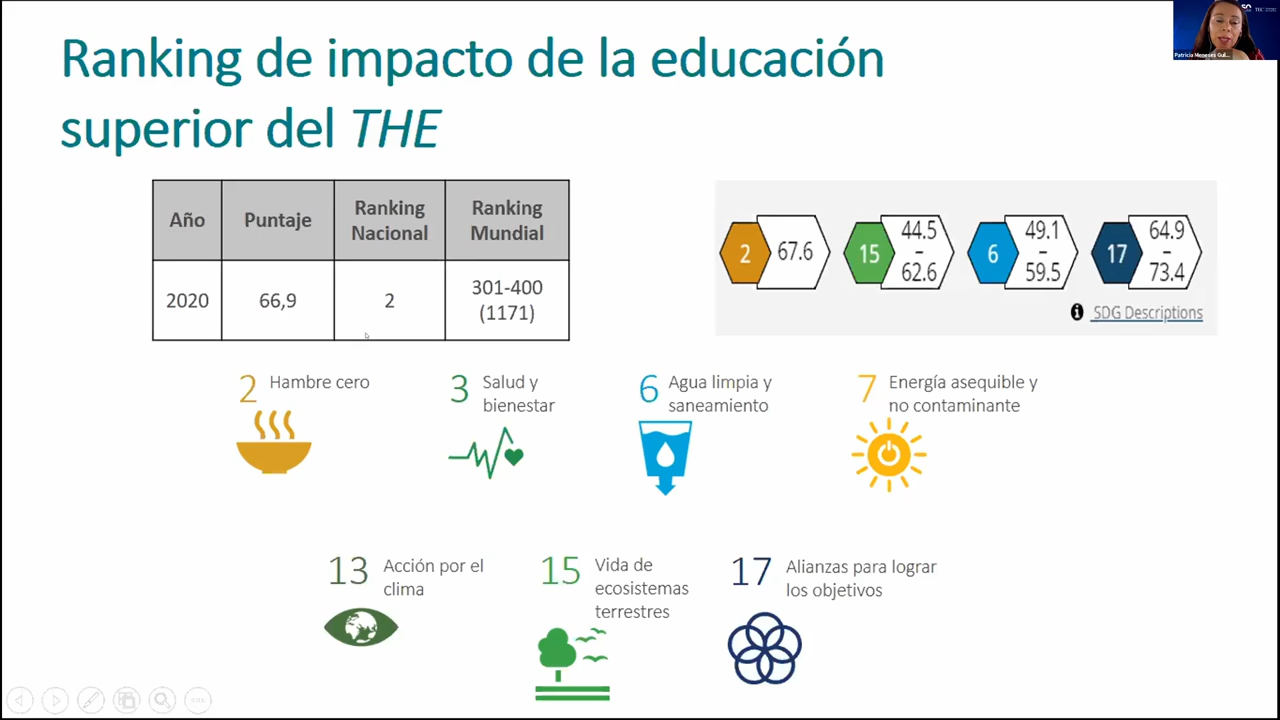 Ranking de impacto de la educación
superior del THE
Año
Puntaje
Ranking
Nacional
Ranking
Mundial
2020
66,9
2
301-400
(1171)
2
67.6
15
44.5
–
62.6
6
49.1
–
59.5
17
64.9
–
73.4
SDG Descriptions
2
Hambre cero
3
Salud y
bienestar
6
Agua limpia y
saneamiento
7
Energía asequible y
no contaminante
13
Acción por el
clima
15
Vida de
ecosistemas
terrestres
17
Alianzas para lograr
los objetivos